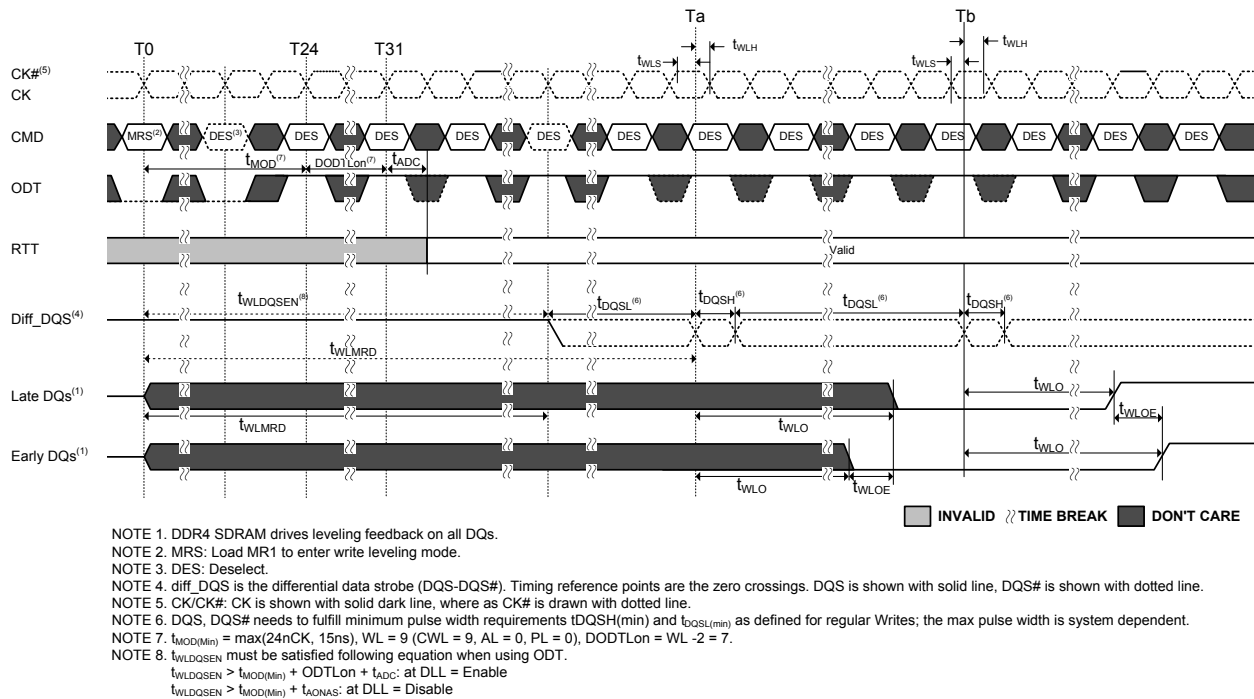 Ta
Tb
T0
T24
T31
tWLH
tWLH
tWLS
tWLS
CK#(5)
CK
CMD
MRS(2) DES(3) DES DES DES DES DES DES DES DES DES DES DES DES
tMOD(7) DODTLon(7) tADC
ODT
RTT
Valid
tWLDQSEN(8) tDQSL(6) tDQSH(6) tDQSL(6) tDQSH(6)
Diff_DQS(4)
tWLMRD
tWLO
Late DQs(1)
tWLOE
tWLMRD tWLO
tWLO
Early DQs(1)
tWLO tWLOE
INVALID TIME BREAK DON'T CARE
NOTE 1. DDR4 SDRAM drives leveling feedback on all DQs.
NOTE 2. MRS: Load MR1 to enter write leveling mode.
NOTE 3. DES: Deselect.
NOTE 4. diff_DQS is the differential data strobe (DQS-DQS#). Timing reference points are the zero crossings. DQS is shown with solid line, DQS# is shown with dotted line.
NOTE 5. CK/CK#: CK is shown with solid dark line, where as CK# is drawn with dotted line.
NOTE 6. DQS, DQS# needs to fulfill minimum pulse width requirements tDQSH(min) and tDQSL(min) as defined for regular Writes; the max pulse width is system dependent.
NOTE 7. tMOD(Min) = max(24nCK, 15ns), WL = 9 (CWL = 9, AL = 0, PL = 0), DODTLon = WL -2 = 7.
NOTE 8. tWLDQSEN must be satisfied following equation when using ODT.
tWLDQSEN > tMOD(Min) + ODTLon + tADC: at DLL = Enable
tWLDQSEN > tMOD(Min) + tAONAS: at DLL = Disable